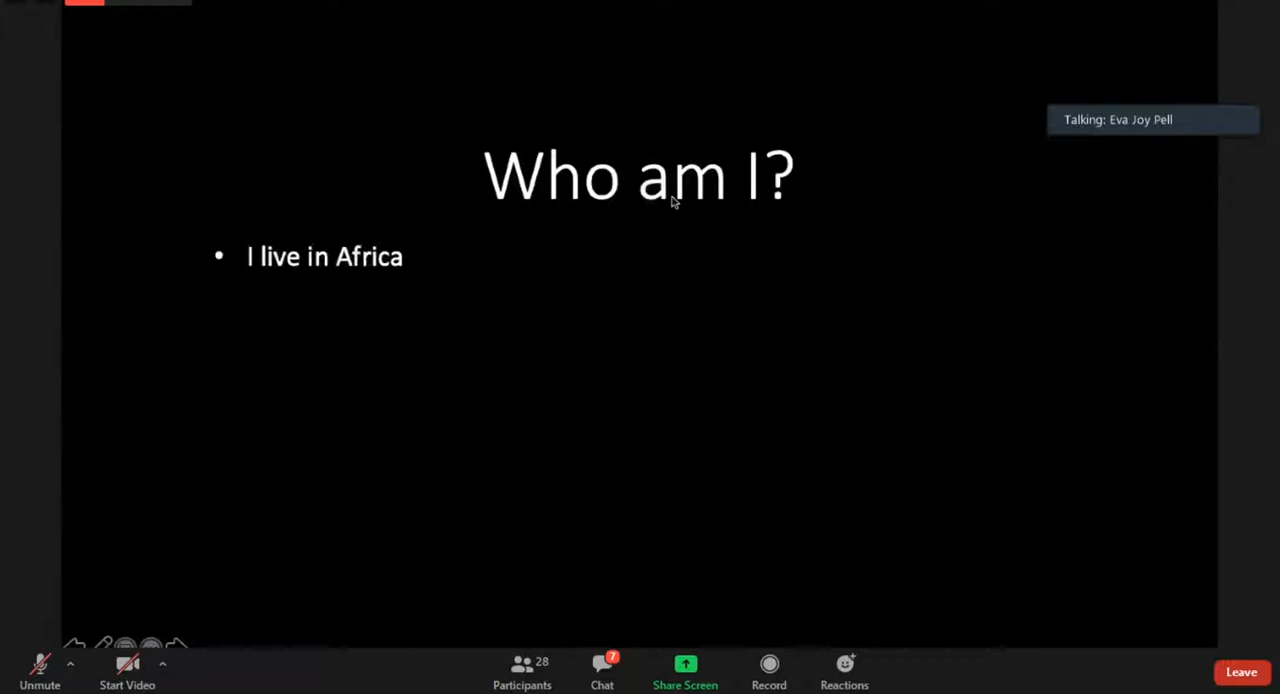 Talking: Eva Joy Pell
Who am I?
• I live in Africa
Unmute
Start Video
28
Participants
7
Chat
Share Screen
Record
Reactions
Leave